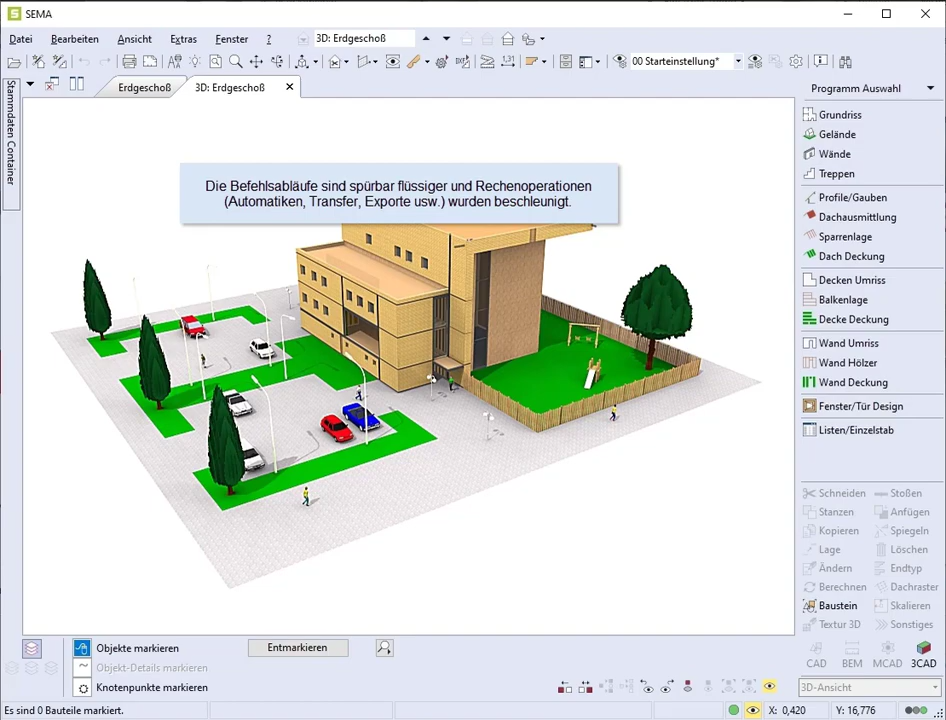 SEMA
Datei Bearbeiten Ansicht Extras Fenster ? 3D: Erdgeschoß
00 Starteinstellung*
Stammdaten Container
Erdgeschoß
3D: Erdgeschoß
Programm Auswahl
Grundriss
Gelände
Wände
Treppen
Profile/Gauben
Dachausmittlung
Sparrenlage
Dach Deckung
Decken Umriss
Balkenlage
Decke Deckung
Wand Umriss
Wand Hölzer
Wand Deckung
Fenster/Tür Design
Listen/Einzelstab
Die Befehlsabläufe sind spürbar flüssiger und Rechenoperationen
(Automatiken, Transfer, Exporte usw.) wurden beschleunigt.
Schneiden Stoßen
Stanzen Anfügen
Kopieren Spiegeln
Lage Löschen
Ändern Endtyp
Berechnen Dachraster
Baustein Skalieren
Textur 3D Sonstiges
CAD BEM MCAD 3CAD
3D-Ansicht
Objekte markieren
Entmarkieren
Objekt-Details markieren
Knotenpunkte markieren
Es sind 0 Bauteile markiert.
X: 0,420
Y: 16,776